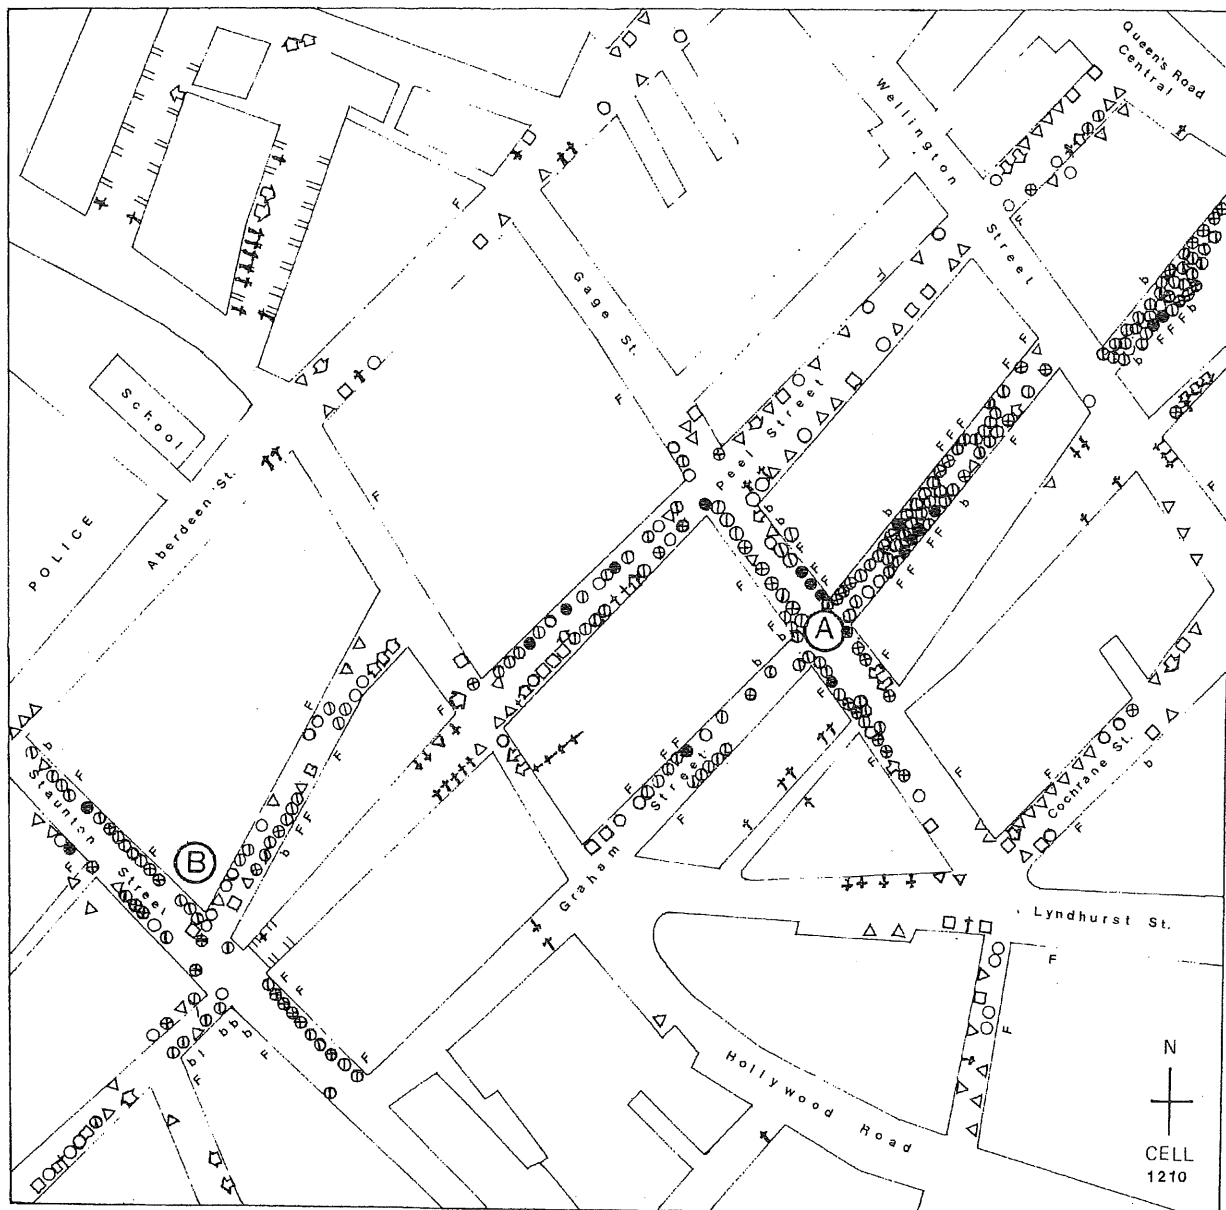 Queen's Road
Central
Wellington
Street
Gage St.
School
Peel Street
POLICE
Aberdeen St.
A
Staunton
Street
B
Graham
Street
Cochrane St.
Lyndhurst St.
Hollywood Road
N
CELL
1210